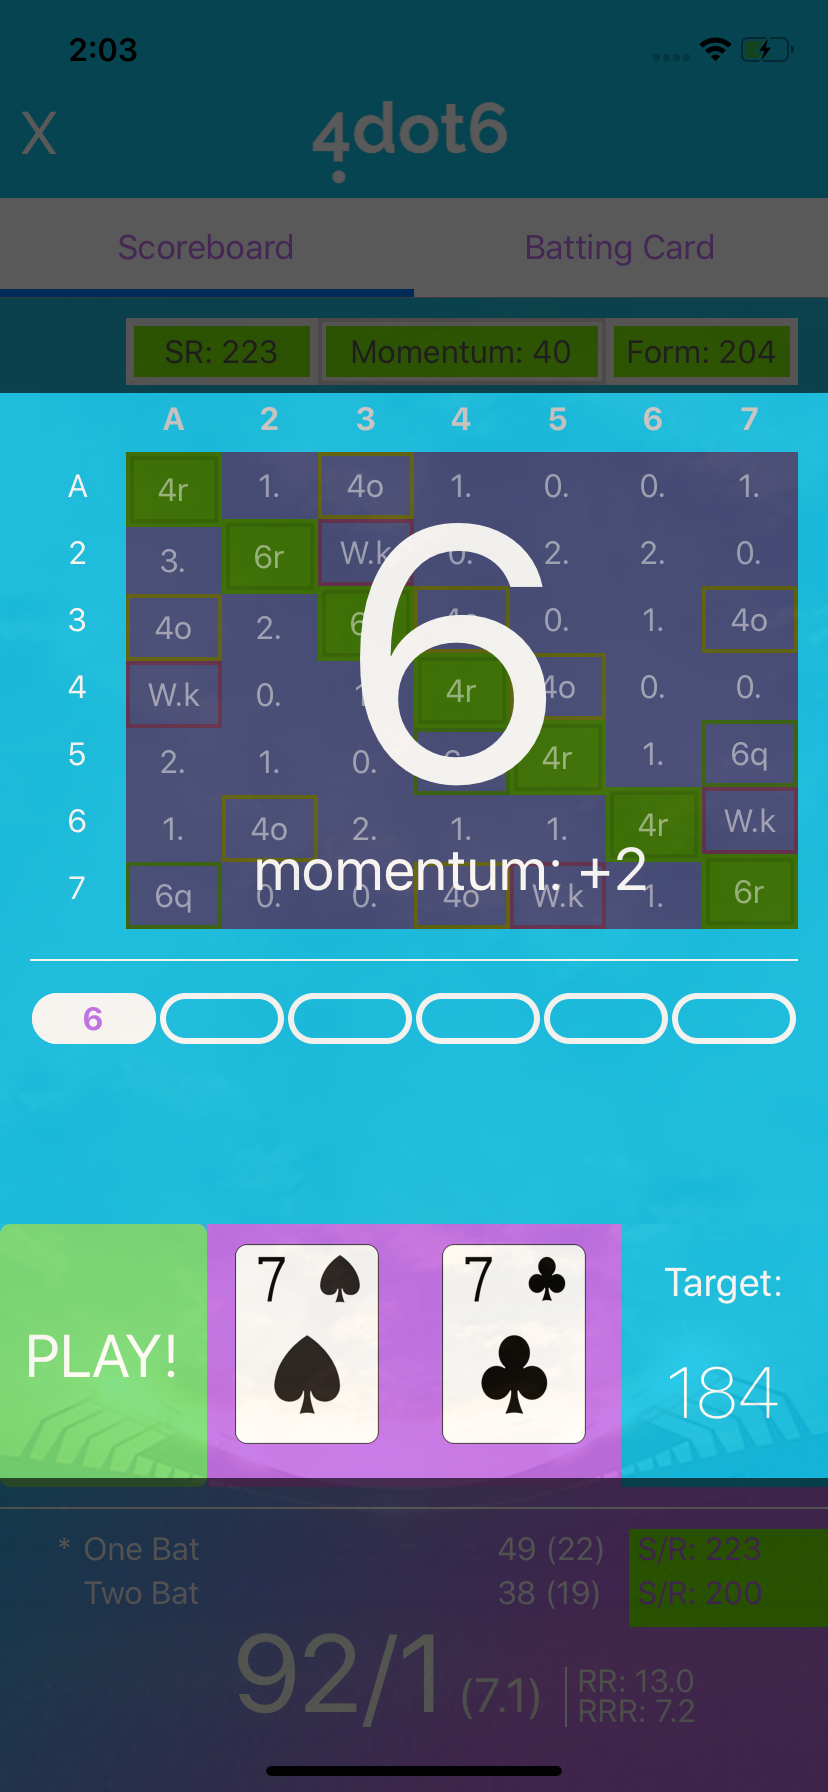 2:03
X 4dot6
Scoreboard Batting Card
SR: 223 Momentum: 40 Form: 204
A 2 3 4 5 6 7
A 4r 1. 4o 1. 0. 0. 1.
2 3. 6r W.k 0. 2. 2. 0.
3 4o 2. 4o 0. 1. 4o
4 W.k 0. 4r 4o 0. 0.
5 2. 1. 0. 4r 1. 6q
6 1. 4o 2. 1. 1. 4r W.k
7 6q 0. 0. 4o W.k 1. 6r
6
momentum: +2
6
PLAY! 7 7 Target:
184
* One Bat 49 (22) S/R: 223
Two Bat 38 (19) S/R: 200
92/1 (7.1) RR: 13.0
RRR: 7.2